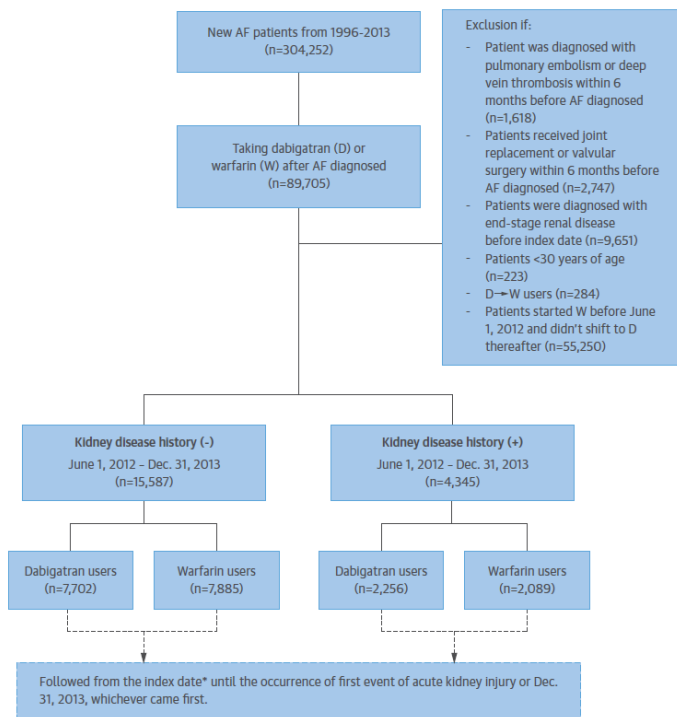 New AF patients from 1996-2013
(n=304,252)
Taking dabigatran (D) or
warfarin (W) after AF diagnosed
(n=89,705)
Exclusion if:
- Patient was diagnosed with
pulmonary embolism or deep
vein thrombosis within 6
months before AF diagnosed
(n=1,618)
- Patients received joint
replacement or valvular
surgery within 6 months before
AF diagnosed (n=2,747)
- Patients were diagnosed with
end-stage renal disease
before index date (n=9,651)
- Patients <30 years of age
(n=223)
- D→W users (n=284)
- Patients started W before June
1, 2012 and didn't shift to D
thereafter (n=55,250)
Kidney disease history (-)
June 1, 2012 – Dec. 31, 2013
(n=15,587)
Kidney disease history (+)
June 1, 2012 – Dec. 31, 2013
(n=4,345)
Dabigatran users
(n=7,702)
Warfarin users
(n=7,885)
Dabigatran users
(n=2,256)
Warfarin users
(n=2,089)
Followed from the index date* until the occurrence of first event of acute kidney injury or Dec.
31, 2013, whichever came first.